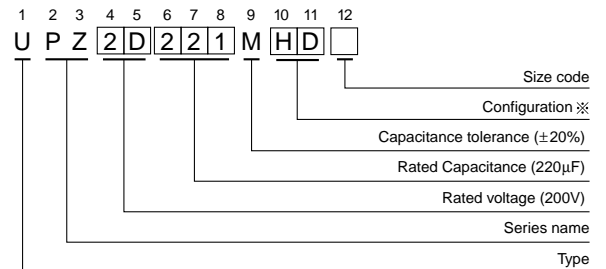 1 2 3 4 5 6 7 8 9 10 11 12
U P Z 2 D 2 2 1 M H D
Size code
Configuration ※
Capacitance tolerance (±20%)
Rated Capacitance (220µF)
Rated voltage (200V)
Series name
Type